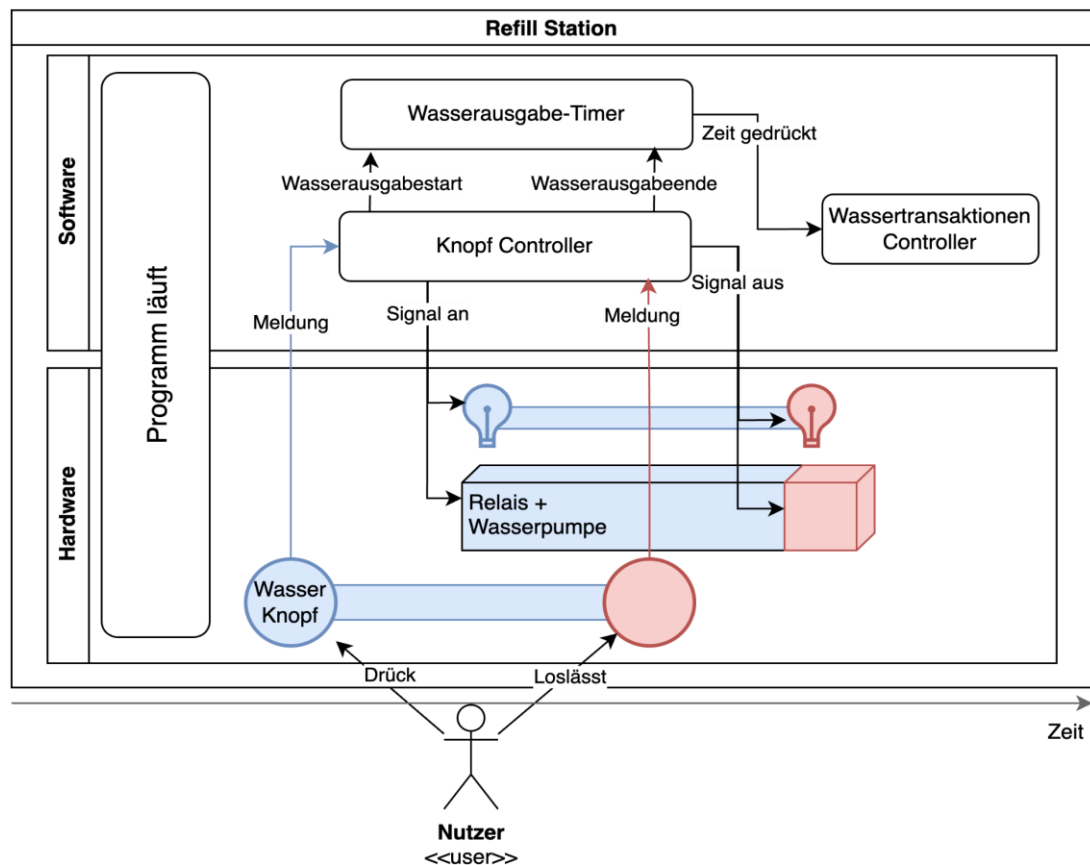 Refill Station
Software
Programm läuft
Wasserausgabe-Timer
Zeit gedrückt
Wasserausgabestart
Wasserausgabeende
Wassertransaktionen
Controller
Knopf Controller
Signal aus
Meldung
Signal an
Meldung
Hardware
Relais +
Wasserpumpe
Wasser
Knopf
Drück
Loslässt
Zeit
Nutzer
<<user>>